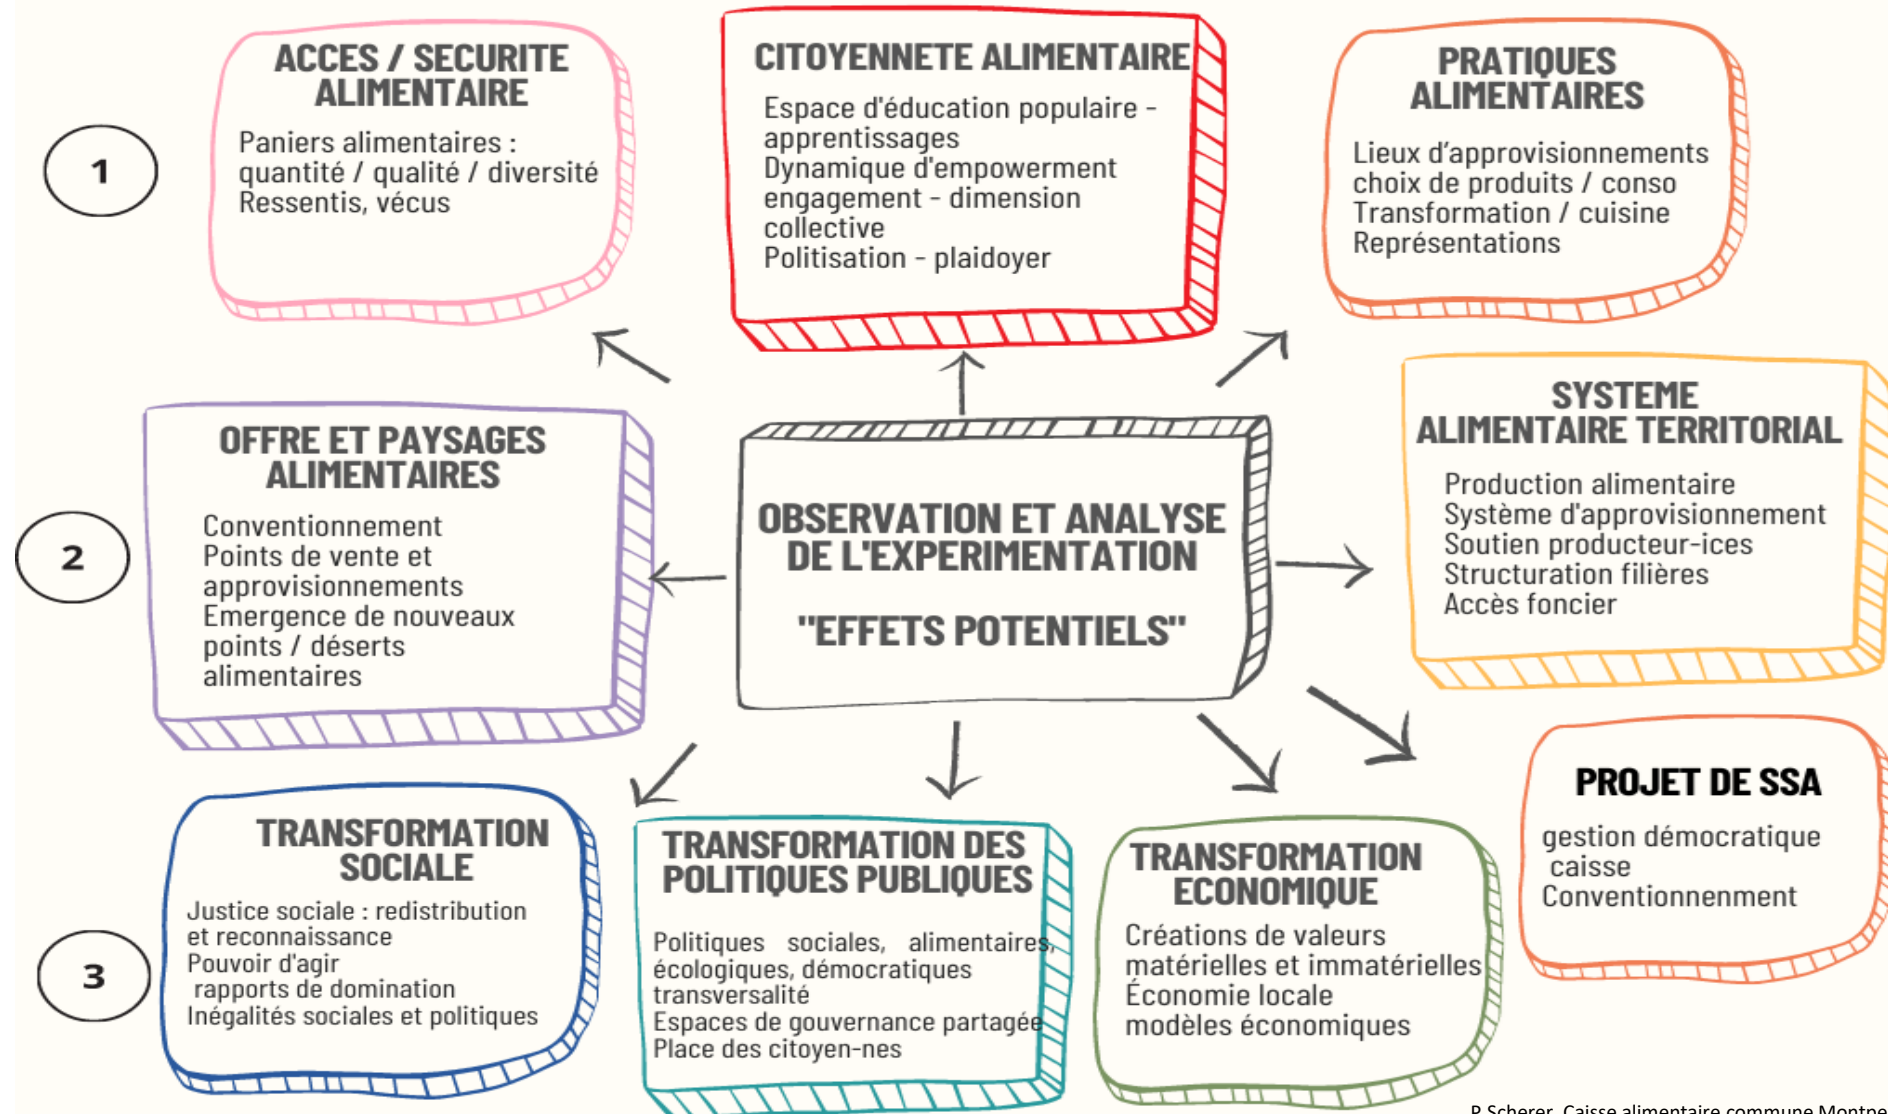 1
ACCES / SECURITE
ALIMENTAIRE
Paniers alimentaires :
quantité / qualité / diversité
Ressentis, vécus
CITOYENNETE ALIMENTAIRE
Espace d'éducation populaire -
apprentissages
Dynamique d'empowerment
engagement - dimension
collective
Politisation - plaidoyer
PRATIQUES
ALIMENTAIRES
Lieux d’approvisionnements
choix de produits / conso
Transformation / cuisine
Représentations
2
OFFRE ET PAYSAGES
ALIMENTAIRES
Conventionnement
Points de vente et
approvisionnements
Emergence de nouveaux
points / déserts
alimentaires
OBSERVATION ET ANALYSE
DE L'EXPERIMENTATION
"EFFETS POTENTIELS"
SYSTEME
ALIMENTAIRE TERRITORIAL
Production alimentaire
Système d'approvisionnement
Soutien producteur-ices
Structuration filières
Accès foncier
3
TRANSFORMATION
SOCIALE
Justice sociale : redistribution
et reconnaissance
Pouvoir d'agir
rapports de domination
Inégalités sociales et politiques
TRANSFORMATION DES
POLITIQUES PUBLIQUES
Politiques sociales, alimentaires,
écologiques, démocratiques
transversalité
Espaces de gouvernance partagée
Place des citoyen-nes
TRANSFORMATION
ECONOMIQUE
Créations de valeurs
matérielles et immatérielles
Économie locale
modèles économiques
PROJET DE SSA
gestion démocratique
caisse
Conventionnenment
P Scherer, Caisse alimentaire commune Montpe